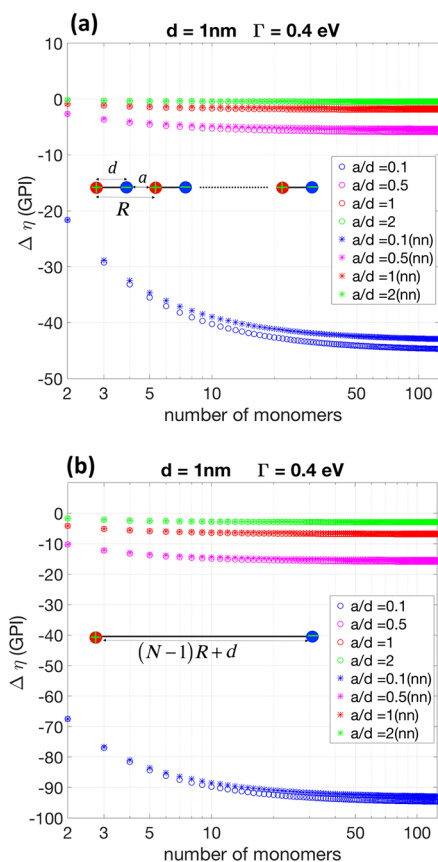 (a)
d = 1nm Γ = 0.4 eV
Δ η (GPI)
10
0
-10
-20
-30
-40
-50
d
a
R
a/d =0.1
a/d =0.5
a/d =1
a/d =2
a/d =0.1(nn)
a/d =0.5(nn)
a/d =1(nn)
a/d =2(nn)
2 3 5 10 20 50 100
number of monomers
(b)
d = 1nm Γ = 0.4 eV
Δ η (GPI)
0
-10
-20
-30
-40
-50
-60
-70
-80
-90
-100
(N−1)R+d
a/d =0.1
a/d =0.5
a/d =1
a/d =2
a/d =0.1(nn)
a/d =0.5(nn)
a/d =1(nn)
a/d =2(nn)
2 3 5 10 20 50 100
number of monomers